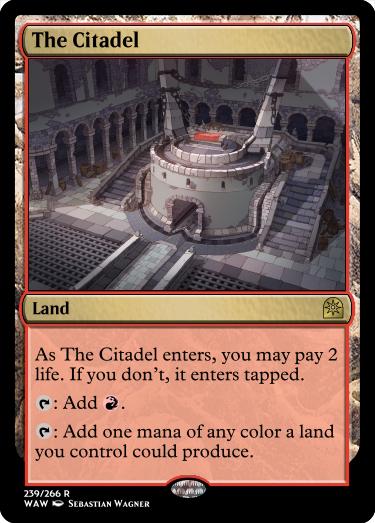 The Citadel
Land
As The Citadel enters, you may pay 2
life. If you don't, it enters tapped.
: Add .
: Add one mana of any color a land
you control could produce.
239/266 R
WAW Sebastian Wagner